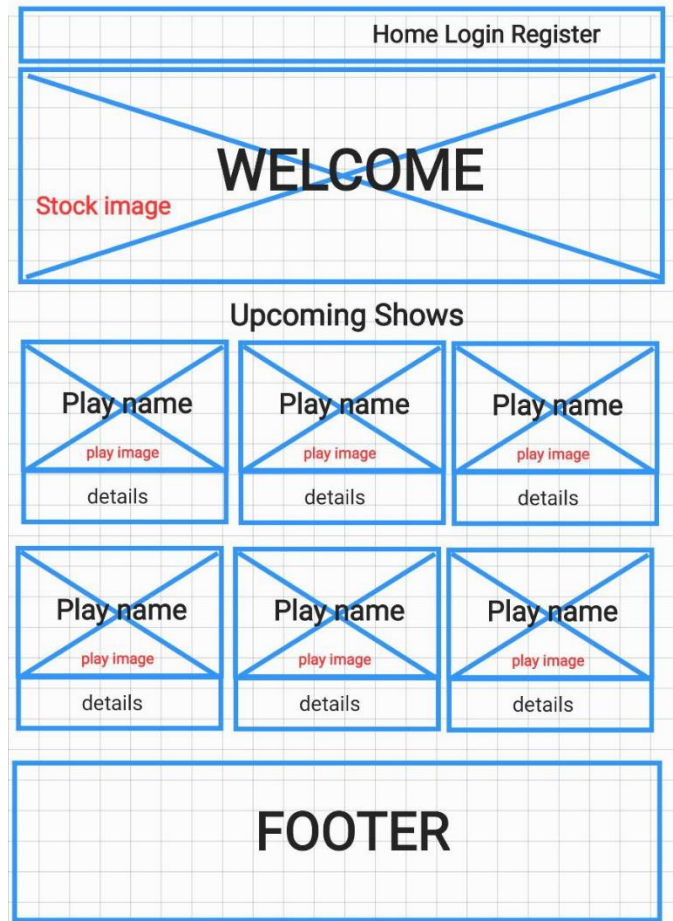 Home Login Register
WELCOME
Stock image
Upcoming Shows
Play name Play name Play name
play image play image play image
details details details
Play name Play name Play name
play image play image play image
details details details
FOOTER